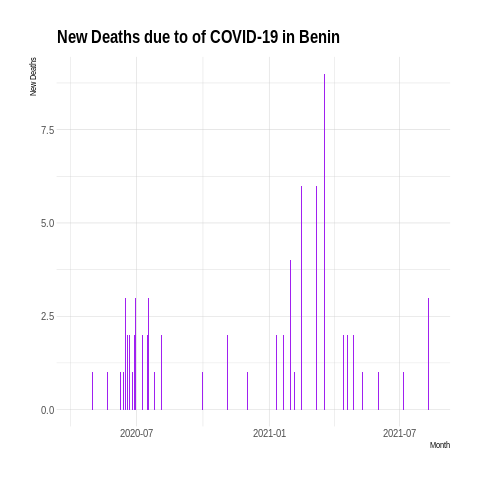 New Deaths due to of COVID-19 in Benin
New Deaths
7.5
5.0
2.5
0.0
2020-07
2021-01
2021-07
Month